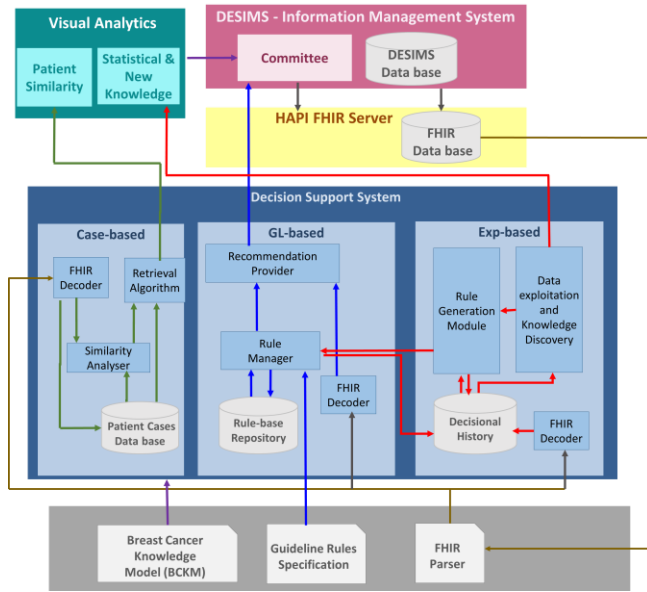 Visual Analytics
Patient
Similarity
Statistical &
New
Knowledge
DESIMS - Information Management System
Committee
DESIMS
Data base
HAPI FHIR Server
FHIR
Data base
Decision Support System
Case-based
FHIR
Decoder
Retrieval
Algorithm
Similarity
Analyser
Patient Cases
Data base
GL-based
Recommendation
Provider
Rule
Manager
FHIR
Decoder
Rule-base
Repository
Exp-based
Rule
Generation
Module
Data
exploitation
and
Knowledge
Discovery
Decisional
History
FHIR
Decoder
Breast Cancer
Knowledge
Model (BCKM)
Guideline Rules
Specification
FHIR
Parser